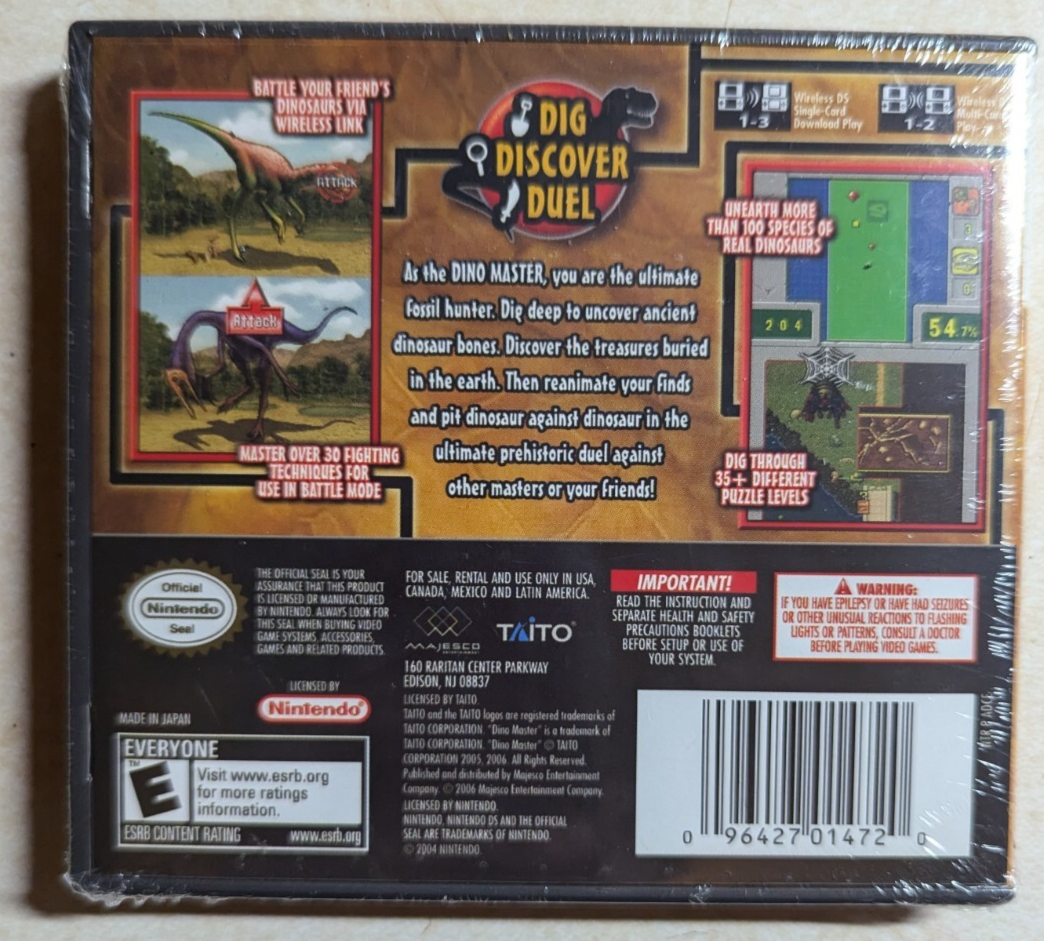 BATTLE YOUR FRIEND'S
DINOSAURS VIA
WIRELESS LINK
Attack
Attack
MASTER OVER 30 FIGHTING
TECHNIQUES FOR
USE IN BATTLE MODE
DIG
DISCOVER
DUEL
As the DINO MASTER, you are the ultimate
fossil hunter. Dig deep to uncover ancient
dinosaur bones. Discover the treasures buried
in the earth. Then reanimate your finds
and pit dinosaur against dinosaur in the
ultimate prehistoric duel against
other masters or your friends!
1-3
Wireless DS
Single-Card
Download Play
1-2
Wireless
Multi-Card
Play
UNEARTH MORE
THAN 100 SPECIES OF
REAL DINOSAURS
204
54.7%
DIG THROUGH
35+ DIFFERENT
PUZZLE LEVELS
Official
Nintendo
Seal
THE OFFICIAL SEAL IS YOUR
ASSURANCE THAT THIS PRODUCT
IS LICENSED OR MANUFACTURED
BY NINTENDO. ALWAYS LOOK FOR
THIS SEAL WHEN BUYING VIDEO
GAME SYSTEMS, ACCESSORIES,
GAMES AND RELATED PRODUCTS.
LICENSED BY
Nintendo®
MADE IN JAPAN
EVERYONE
E™
Visit www.esrb.org
for more ratings
information.
ESRB CONTENT RATING www.esrb.org
FOR SALE, RENTAL AND USE ONLY IN USA,
CANADA, MEXICO AND LATIN AMERICA.
MAJESCO
ENTERTAINMENT
TAITO®
160 RARITAN CENTER PARKWAY
EDISON, NJ 08837
LICENSED BY TAITO.
TAITO and the TAITO logos are registered trademarks of
TAITO CORPORATION. "Dino Master" is a trademark of
TAITO CORPORATION. "Dino Master" © TAITO
CORPORATION 2005, 2006. All Rights Reserved.
Published and distributed by Majesco Entertainment
Company. © 2006 Majesco Entertainment Company.
LICENSED BY NINTENDO.
NINTENDO, NINTENDO DS AND THE OFFICIAL
SEAL ARE TRADEMARKS OF NINTENDO.
© 2004 NINTENDO.
IMPORTANT!
READ THE INSTRUCTION AND
SEPARATE HEALTH AND SAFETY
PRECAUTIONS BOOKLETS
BEFORE SETUP OR USE OF
YOUR SYSTEM.
WARNING:
IF YOU HAVE EPILEPSY OR HAVE HAD SEIZURES
OR OTHER UNUSUAL REACTIONS TO FLASHING
LIGHTS OR PATTERNS, CONSULT A DOCTOR
BEFORE PLAYING VIDEO GAMES.
0 96427 01472 0